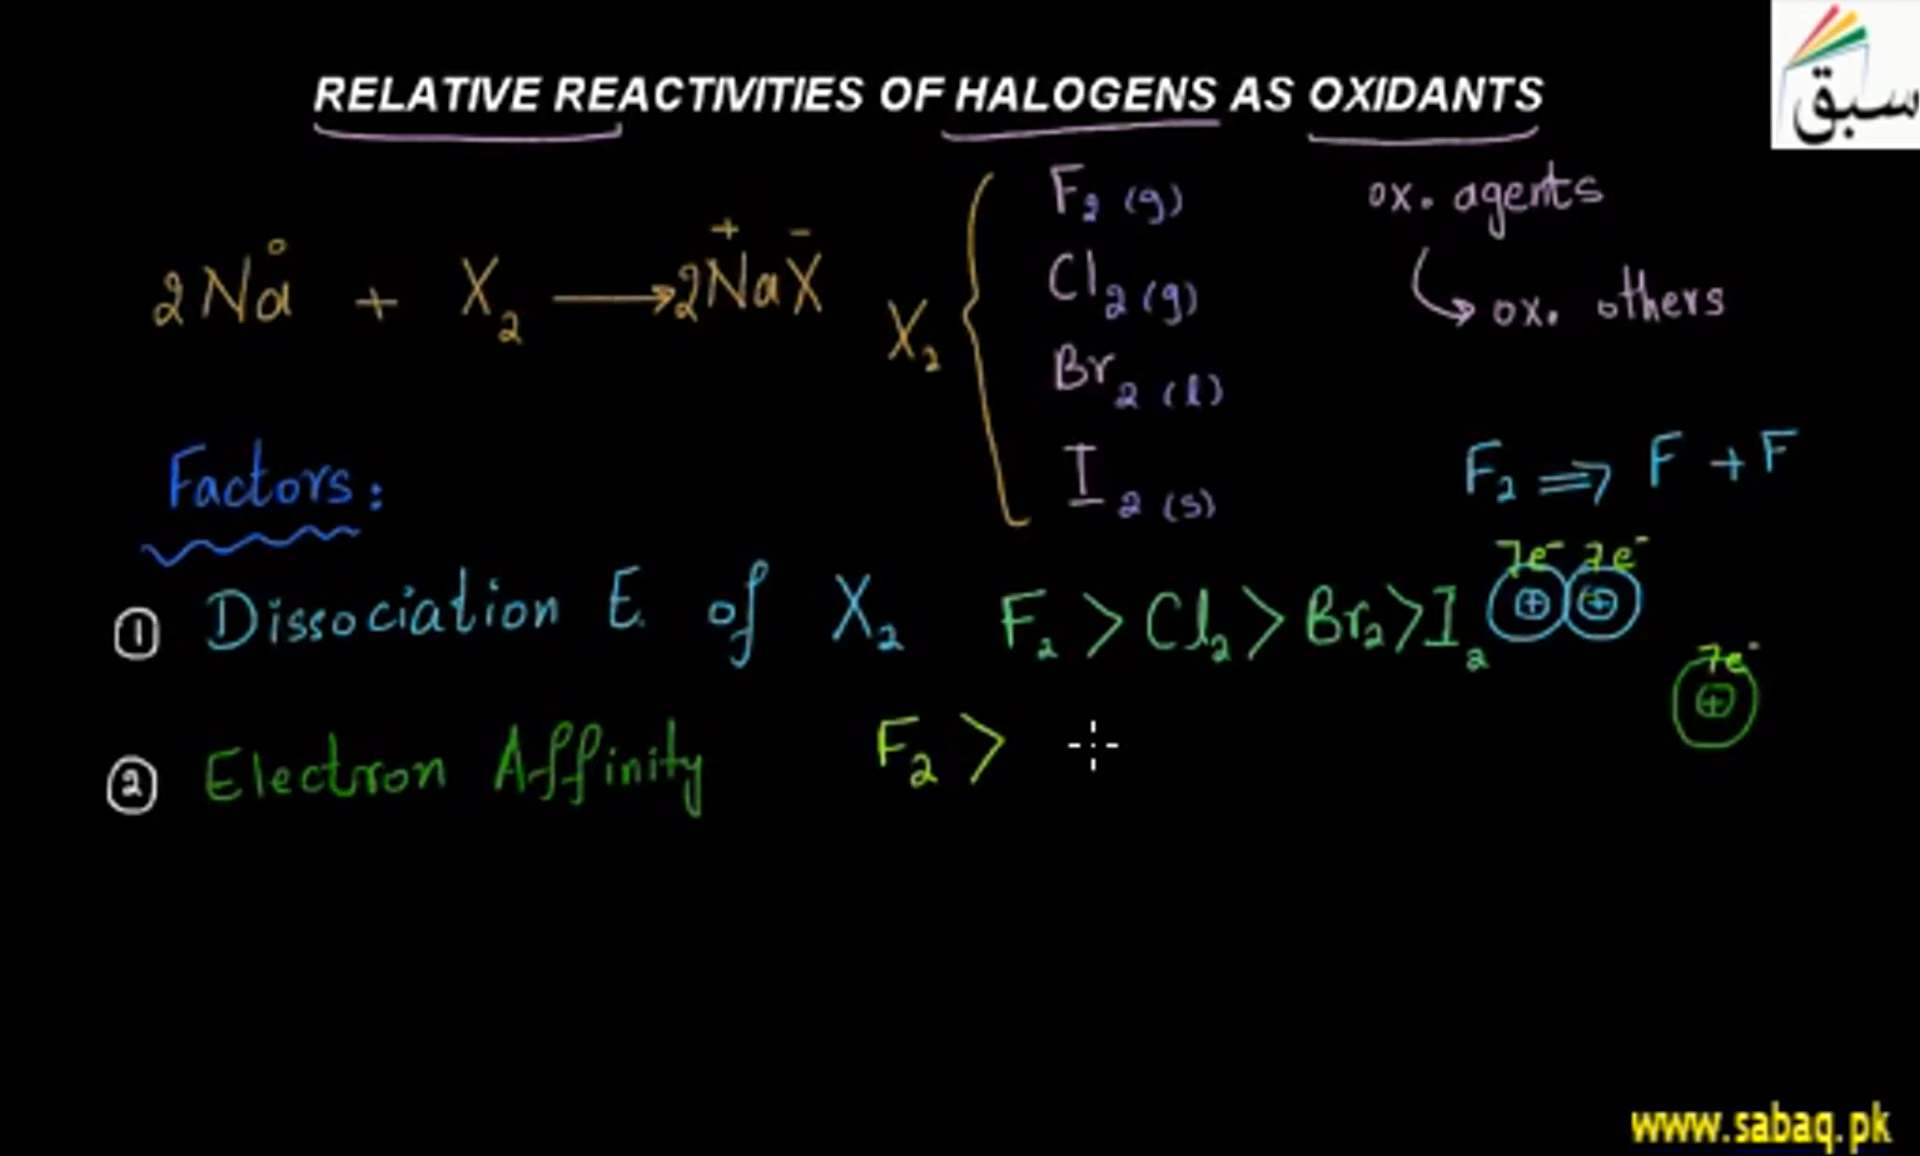 سبق
RELATIVE REACTIVITIES OF HALOGENS AS OXIDANTS
2Na° + X₂ ⟶ 2Na⁺X⁻
X₂ {
F₂ (g)
Cl₂ (g)
Br₂ (l)
I₂ (s)
ox. agents
↳ ox. others
Factors:
F₂ ⇒ F + F
7e⁻ 7e⁻
① Dissociation E of X₂ F₂ > Cl₂ > Br₂ > I₂ + +
7e⁻
+
② Electron Affinity F₂ >
www.sabaq.pk